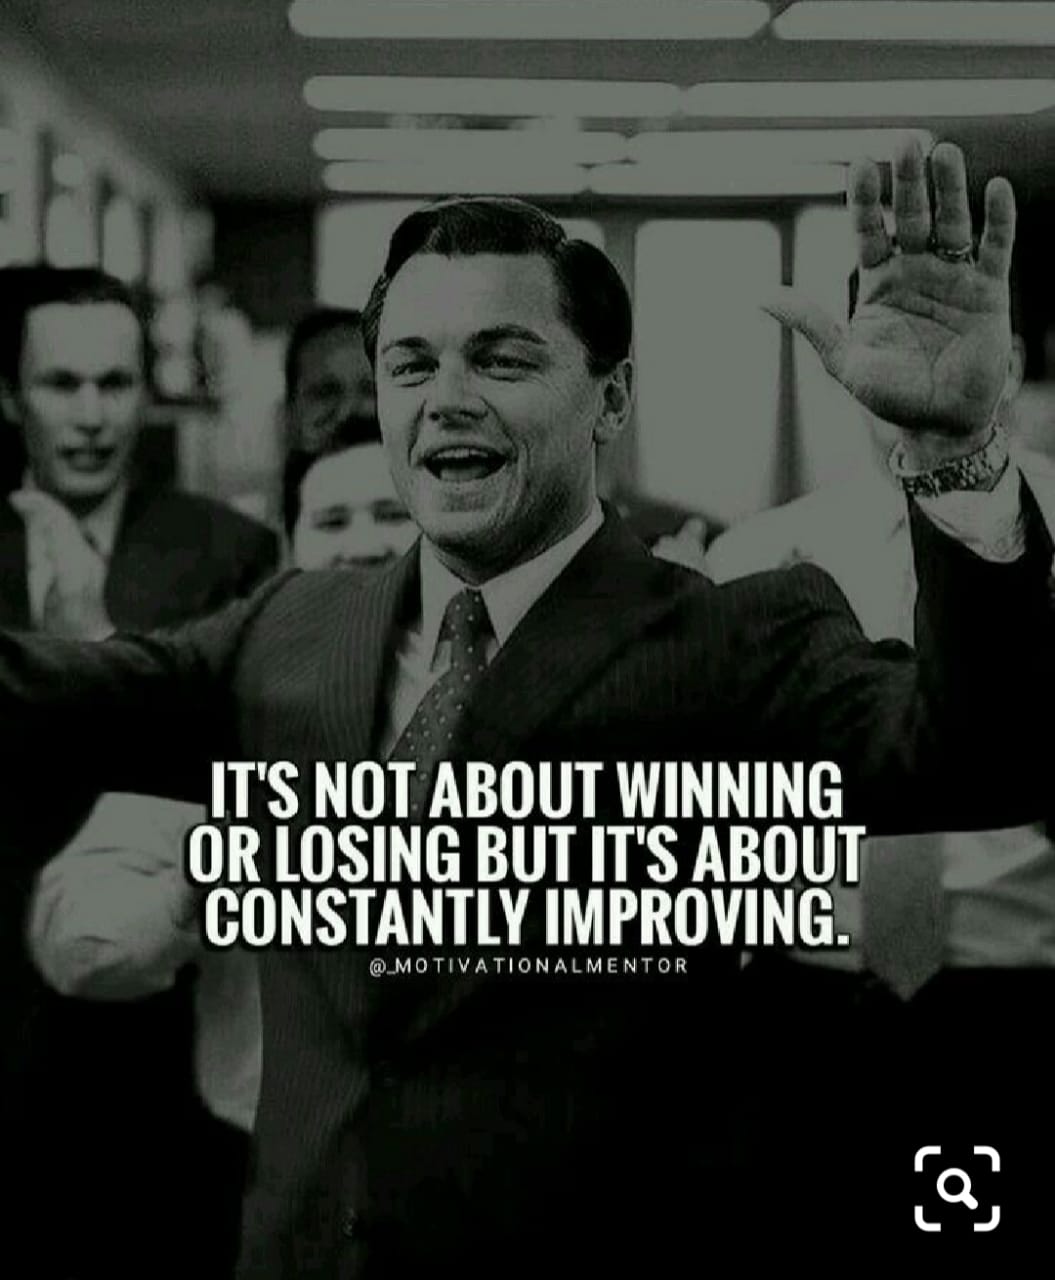 IT'S NOT ABOUT WINNING
OR LOSING BUT IT'S ABOUT
CONSTANTLY IMPROVING.
@_MOTIVATIONALMENTOR